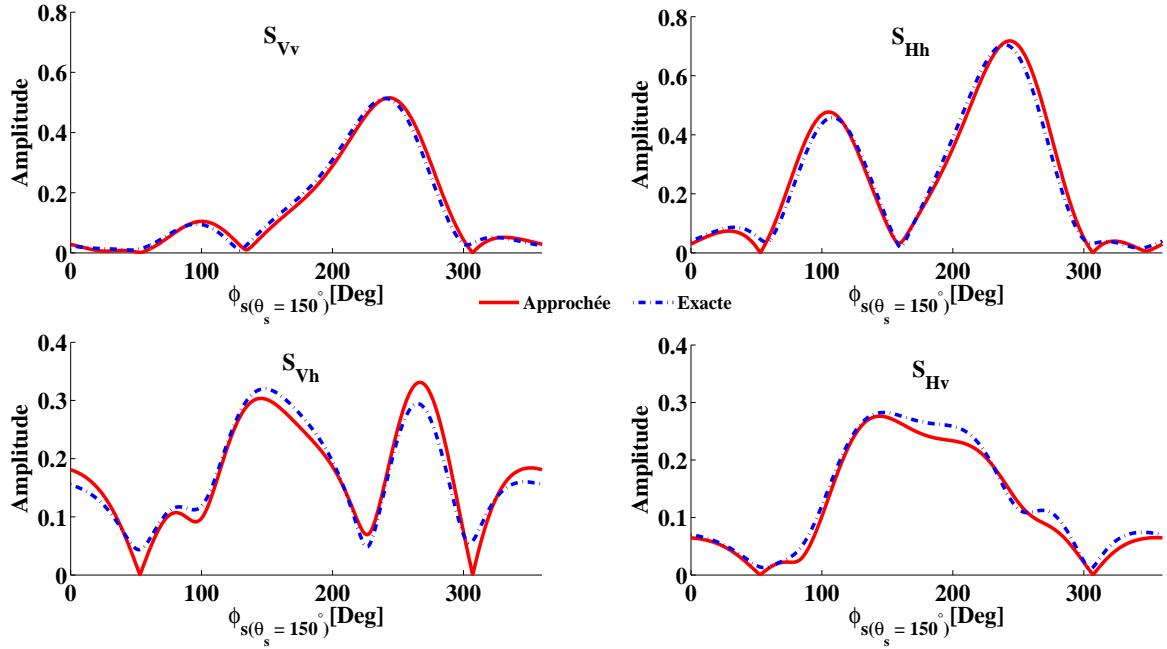 0.8
0.6
0.4
0.2
0
Amplitude
S_Vv
0 100 200 300
ϕ_s(θ_s = 150°) [Deg]
0.8
0.6
0.4
0.2
0
Amplitude
S_Hh
0 100 200 300
ϕ_s(θ_s = 150°) [Deg]
Approchée Exacte
0.4
0.3
0.2
0.1
0
Amplitude
S_Vh
0 100 200 300
ϕ_s(θ_s = 150°) [Deg]
0.4
0.3
0.2
0.1
0
Amplitude
S_Hv
0 100 200 300
ϕ_s(θ_s = 150°) [Deg]